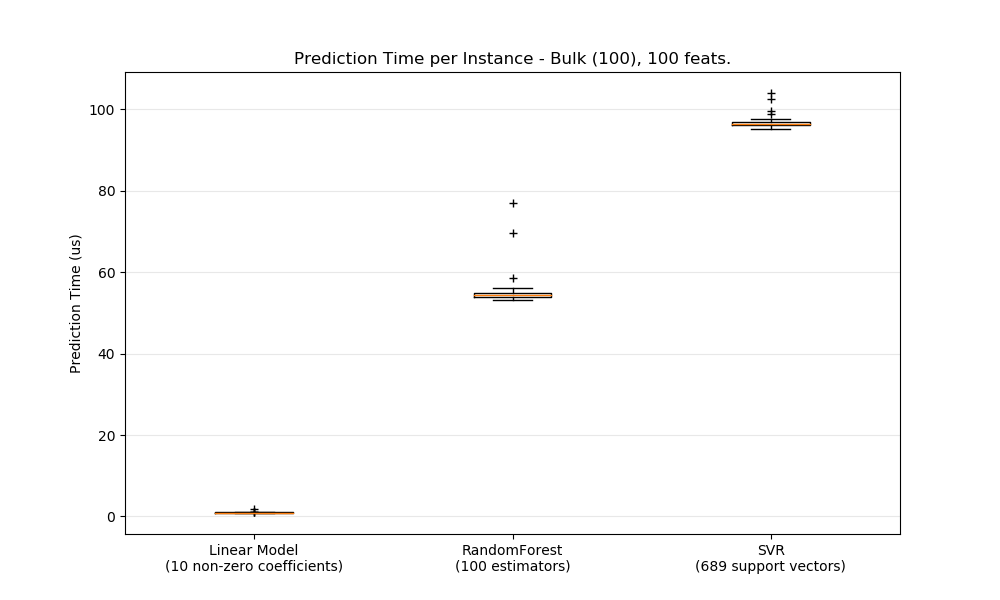 Prediction Time per Instance - Bulk (100), 100 feats.
Prediction Time (us)
100
80
60
40
20
0
Linear Model
(10 non-zero coefficients)
RandomForest
(100 estimators)
SVR
(689 support vectors)